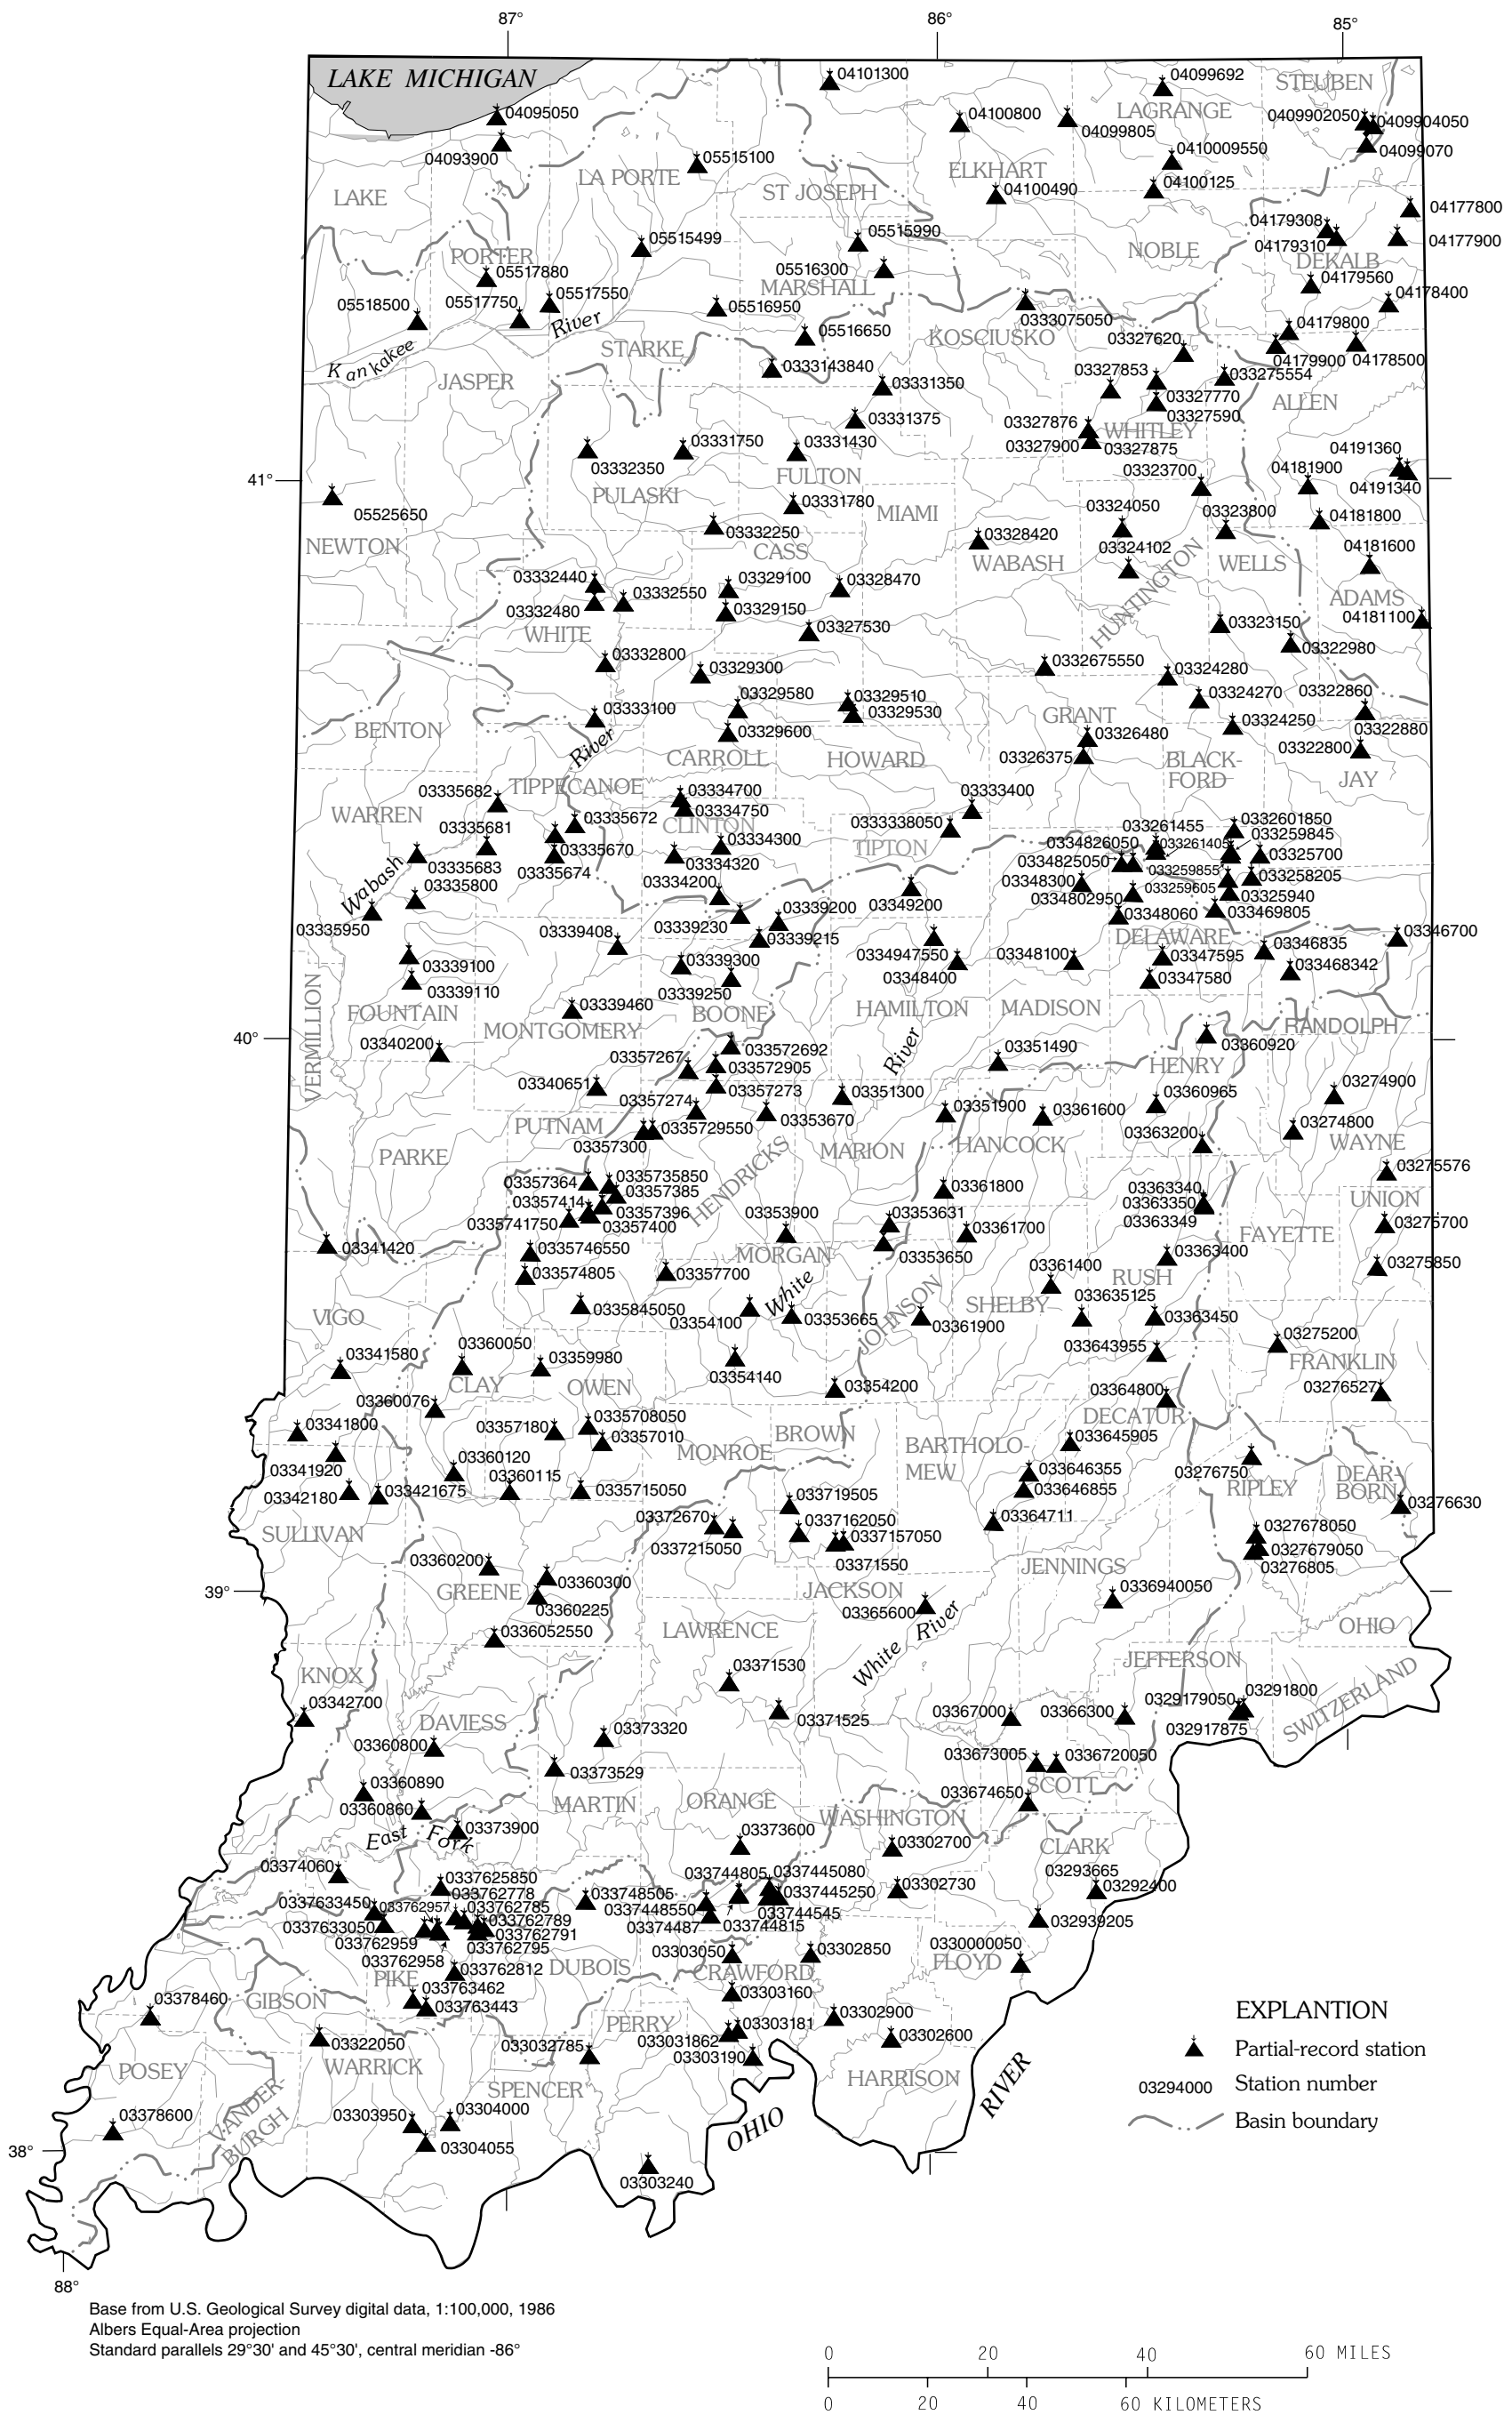 87°
86°
85°
LAKE MICHIGAN
04101300
04099692
STEUBEN
04095050
04100800
LAGRANGE
04099805
0409902050
0409904050
04093900
05515100
0410009550
04099070
LA PORTE
ST JOSEPH
ELKHART
04100490
04100125
LAKE
04177800
05515499
05515990
04179308
04177900
04179310
PORTER
NOBLE
DEKALB
05517880
05516300
MARSHALL
04179560
05517750
05517550
04178400
05518500
05516950
0333075050
River
05516650
KOSCIUSKO
03327620
04179800
Kankakee
STARKE
0333143840
04179900
04178500
JASPER
03331350
03327853
033275554
03327770
ALLEN
03331375
03327590
03327876
WHITLEY
03331750
03331430
03327900
03327875
04191360
03332350
FULTON
03323700
04181900
41°
04191340
PULASKI
03331780
MIAMI
03324050
03323800
04181800
05525650
03332250
03328420
03324102
04181600
NEWTON
CASS
WABASH
HUNTINGTON
WELLS
03332440
03332550
03329100
03328470
ADAMS
03332480
03329150
04181100
WHITE
03327530
03323150
03322980
03332800
03329300
0332675550
03324280
03324270
03322860
03329580
03329510
03333100
03329530
GRANT
03324250
03322880
BENTON
River
03329600
03326480
03322800
CARROLL
HOWARD
03326375
BLACK-
FORD
JAY
TIPPECANOE
03335682
03334700
03333400
WARREN
03335672
03334750
0333338050
033261455
0332601850
03335681
CLINTON
03334300
TIPTON
0334826050
033261405
033259845
03335670
03334320
0334825050
033259855
03325700
03335683
03335674
03334200
03348300
033259605
033258205
Wabash
03335800
03349200
0334802950
03325940
03335950
03339200
03348060
033469805
03339230
03339408
03339215
DELAWARE
03346700
03339300
0334947550
03348100
03347595
03346835
03339100
03348400
033468342
03339110
03339250
03347580
VERMILLION
FOUNTAIN
03339460
BOONE
HAMILTON
MADISON
MONTGOMERY
RANDOLPH
40°
03340200
033572692
River
03351490
03360920
03357267
033572905
HENRY
03340651
03357273
03351300
03360965
03274900
03357274
03351900
03361600
PUTNAM
0335729550
03353670
HANCOCK
03363200
03274800
03357300
MARION
WAYNE
PARKE
HENDRICKS
03357364
0335735850
03361800
03363340
03275576
03357385
03363350
UNION
03357414
03357396
03353900
03353631
03363349
0335741750
03357400
03361700
FAYETTE
03275700
03341420
0335746550
MORGAN
03353650
03363400
033574805
03357700
03361400
RUSH
03275850
0335845050
White
JOHNSON
SHELBY
033635125
03354100
03353665
03361900
03363450
VIGO
03360050
03275200
03341580
03359980
033643955
03354140
FRANKLIN
CLAY
OWEN
03354200
03364800
03276527
03360076
DECATUR
03341800
03357180
0335708050
03357010
BROWN
BARTHOLO-
MEW
033645905
MONROE
03341920
03360120
03360115
033646355
03276750
DEAR-
BORN
03342180
033421675
0335715050
033646855
RIPLEY
03276630
033719505
SULLIVAN
03372670
0337162050
03364711
0327678050
0337215050
0337157050
0327679050
03371550
03276805
03360200
JENNINGS
03360300
39°
GREENE
JACKSON
0336940050
03360225
03365600
0336052550
LAWRENCE
White River
OHIO
JEFFERSON
KNOX
03371530
03342700
03371525
03367000
03366300
0329179050
03291800
SWITZERLAND
DAVIESS
03373320
032917875
03360800
03373529
033673005
0336720050
03360890
SCOTT
MARTIN
ORANGE
033674650
03360860
WASHINGTON
East Fork
03373900
03373600
03302700
CLARK
03374060
0337625850
033744805
0337445080
03293665
033762778
033748505
03302730
03292400
0337633450
033762957
033762785
0337448550
0337445250
0337633050
033762789
03374487
033744545
032939205
033762791
033744815
033762959
033762795
03303050
03302850
0330000050
033762958
033762812
DUBOIS
CRAWFORD
FLOYD
PIKE
033763462
03303160
03378460
GIBSON
033763443
PERRY
03303181
03302900
03322050
033032785
033031862
03302600
03303190
POSEY
WARRICK
HARRISON
SPENCER
VANDER-
BURGH
03303950
03304000
03378600
OHIO
RIVER
38°
03304055
03303240
88°
EXPLANTION
Partial-record station
03294000
Station number
Basin boundary
Base from U.S. Geological Survey digital data, 1:100,000, 1986
Albers Equal-Area projection
Standard parallels 29°30' and 45°30', central meridian -86°
0 20 40 60 MILES
0 20 40 60 KILOMETERS